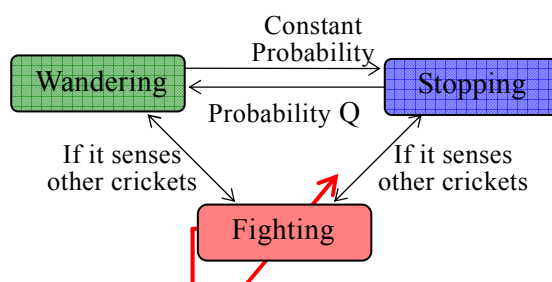 Constant
Probability
Wandering
Stopping
Probability Q
If it senses
other crickets
If it senses
other crickets
Fighting